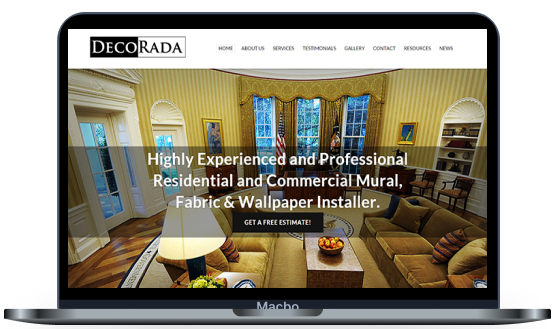 DECORADA
HOME ABOUT US SERVICES TESTIMONIALS GALLERY CONTACT RESOURCES NEWS
Highly Experienced and Professional
Residential and Commercial Mural,
Fabric & Wallpaper Installer.
GET A FREE ESTIMATE!